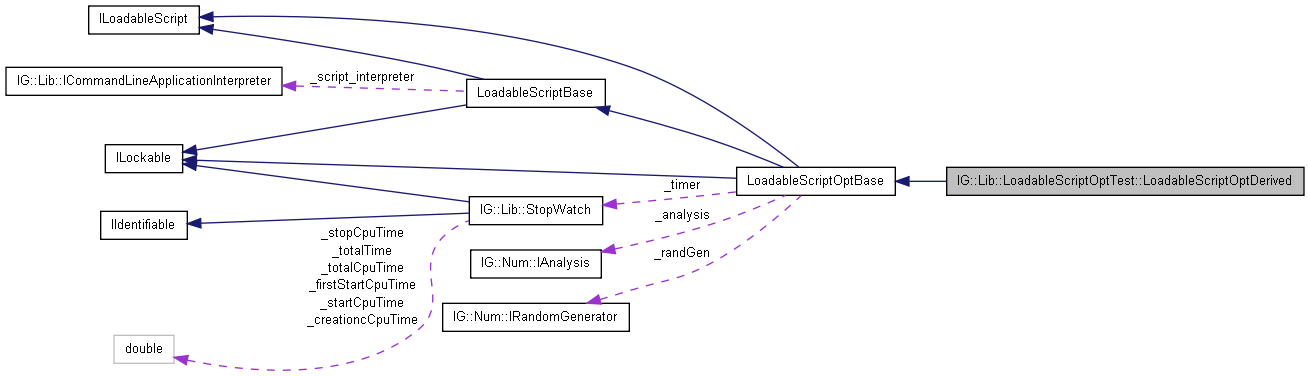 ILoadableScript
IG::Lib::ICommandLineApplicationInterpreter
_script_interpreter
LoadableScriptBase
ILockable
LoadableScriptOptBase
IG::Lib::LoadableScriptOptTest::LoadableScriptOptDerived
_timer
IG::Lib::StopWatch
IIdentifiable
_analysis
_stopCpuTime
_totalTime
_totalCpuTime
_firstStartCpuTime
_startCpuTime
_creationcCpuTime
_randGen
IG::Num::IAnalysis
IG::Num::IRandomGenerator
double